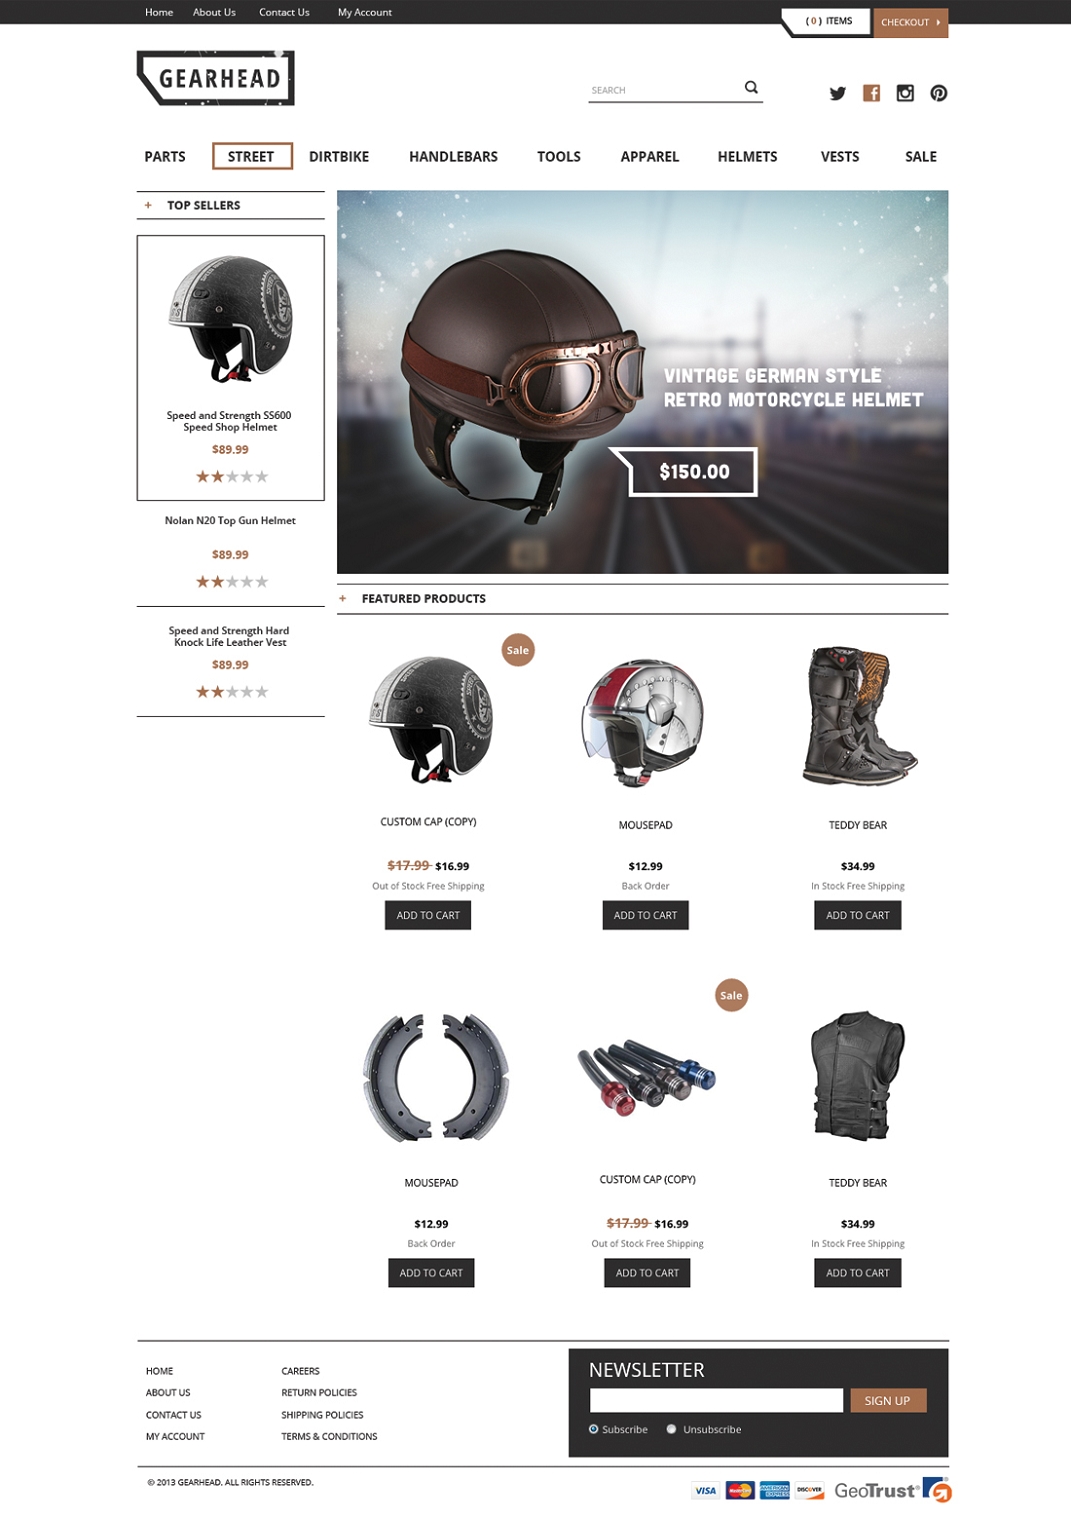 Home About Us Contact Us My Account
( 0 ) ITEMS
CHECKOUT
GEARHEAD
SEARCH
PARTS STREET DIRTBIKE HANDLEBARS TOOLS APPAREL HELMETS VESTS SALE
+ TOP SELLERS
Speed and Strength SS600
Speed Shop Helmet
$89.99
Nolan N20 Top Gun Helmet
$89.99
Speed and Strength Hard
Knock Life Leather Vest
$89.99
VINTAGE GERMAN STYLE
RETRO MOTORCYCLE HELMET
$150.00
+ FEATURED PRODUCTS
Sale
CUSTOM CAP (COPY)
$17.99 $16.99
Out of Stock Free Shipping
ADD TO CART
MOUSEPAD
$12.99
Back Order
ADD TO CART
TEDDY BEAR
$34.99
In Stock Free Shipping
ADD TO CART
MOUSEPAD
$12.99
Back Order
ADD TO CART
Sale
CUSTOM CAP (COPY)
$17.99 $16.99
Out of Stock Free Shipping
ADD TO CART
TEDDY BEAR
$34.99
In Stock Free Shipping
ADD TO CART
HOME
ABOUT US
CONTACT US
MY ACCOUNT
CAREERS
RETURN POLICIES
SHIPPING POLICIES
TERMS & CONDITIONS
NEWSLETTER
SIGN UP
Subscribe Unsubscribe
© 2013 GEARHEAD. ALL RIGHTS RESERVED.
VISA
MasterCard
AMERICAN EXPRESS
DISCOVER
GeoTrust®